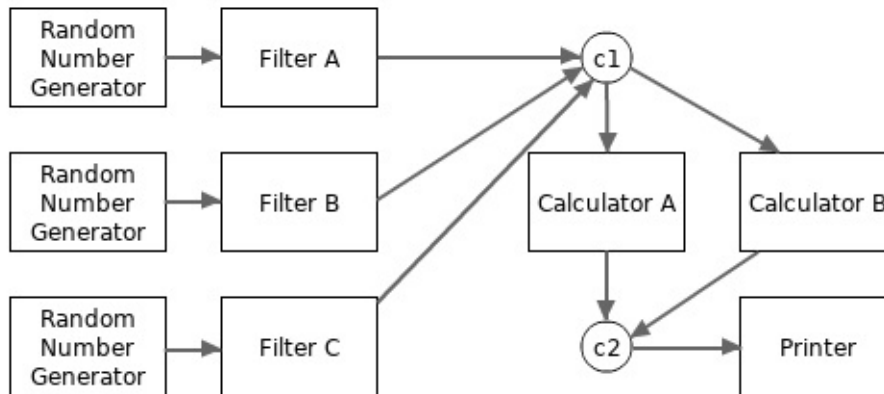 Random
Number
Generator
Filter A
c1
Random
Number
Generator
Filter B
Calculator A
Calculator B
Random
Number
Generator
Filter C
c2
Printer